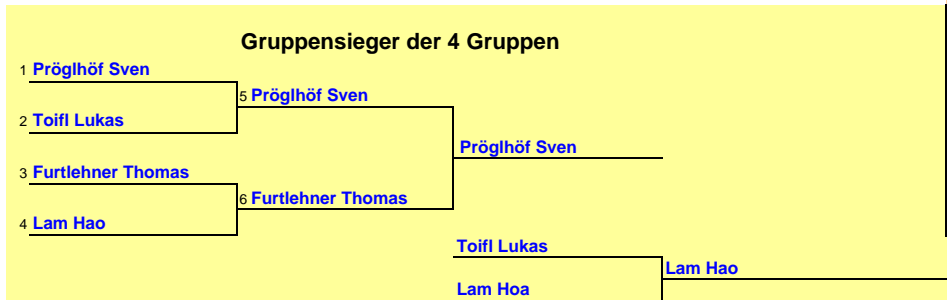 Gruppensieger der 4 Gruppen
1 Pröglhöf Sven
5 Pröglhöf Sven
2 Toifl Lukas
Pröglhöf Sven
3 Furtlehner Thomas
6 Furtlehner Thomas
4 Lam Hao
Toifl Lukas
Lam Hao
Lam Hoa